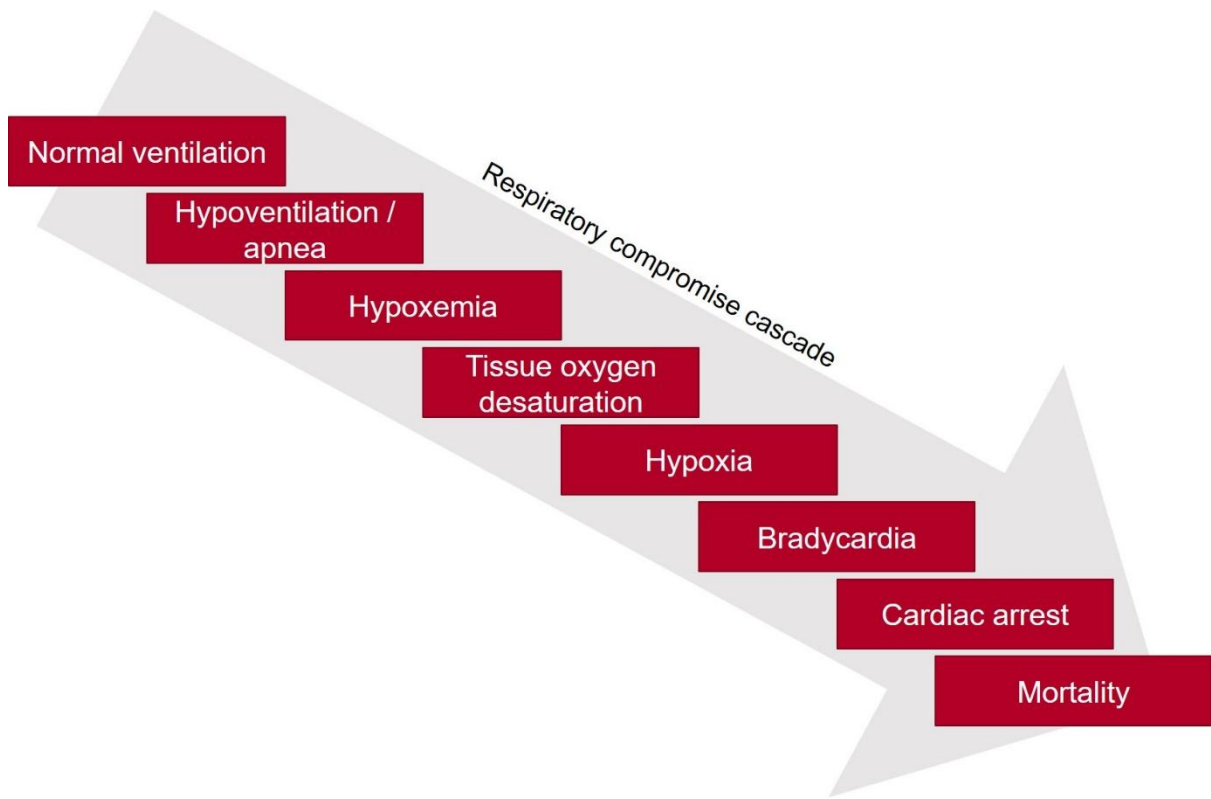 Normal ventilation
Respiratory compromise cascade
Hypoventilation /
apnea
Hypoxemia
Tissue oxygen
desaturation
Hypoxia
Bradycardia
Cardiac arrest
Mortality